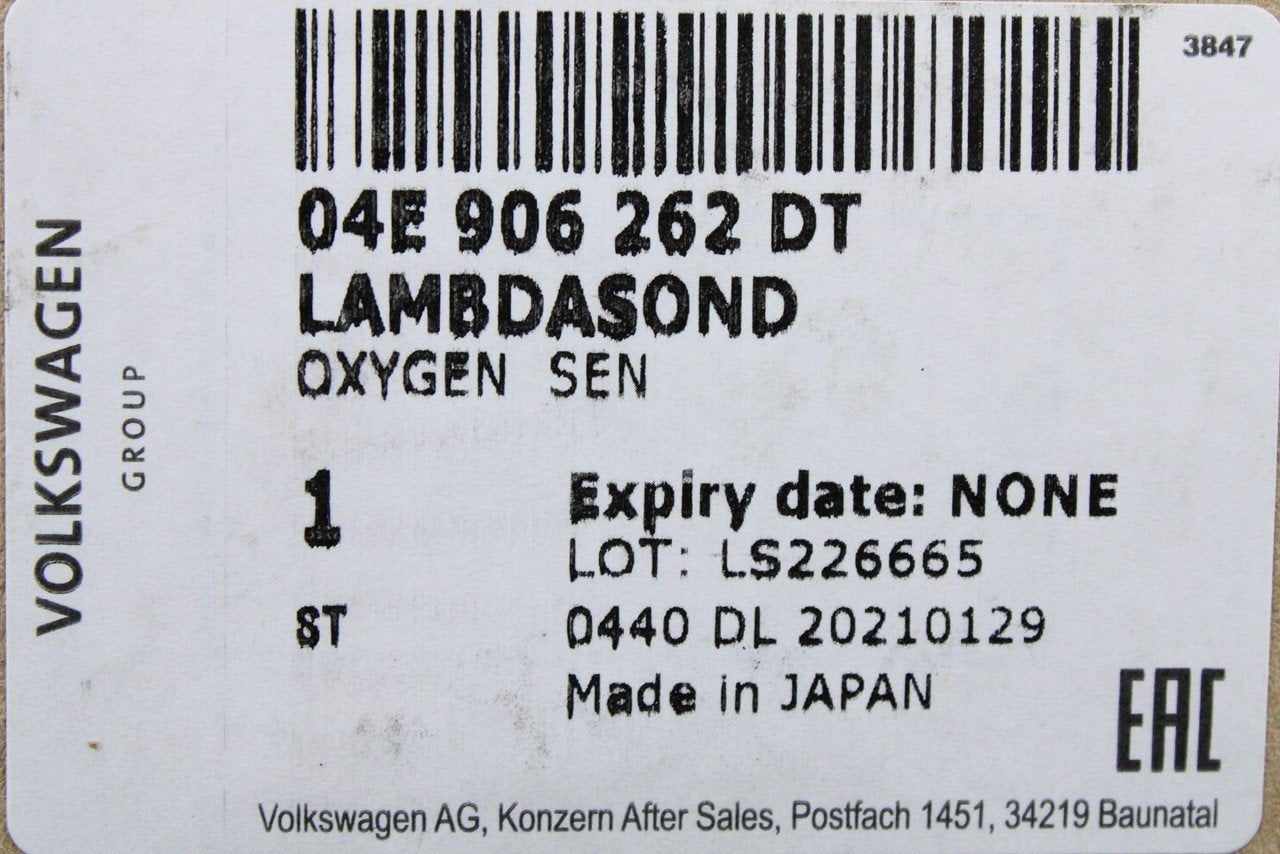 3847
04E 906 262 DT
LAMBDASOND
OXYGEN SEN
VOLKSWAGEN
GROUP
1
Expiry date: NONE
LOT: LS226665
ST
0440 DL 20210129
Made in JAPAN
EAC
Volkswagen AG, Konzern After Sales, Postfach 1451, 34219 Baunatal